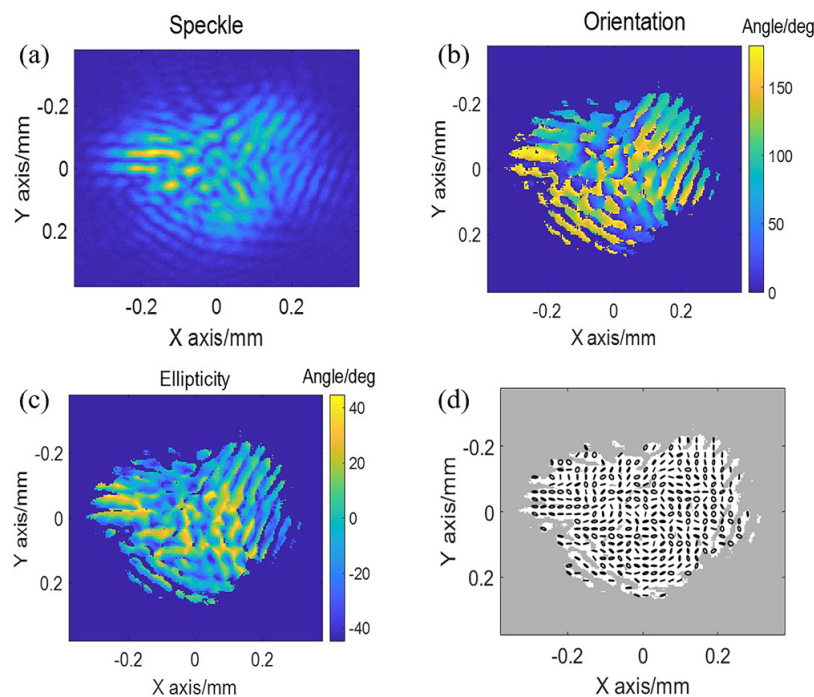 Speckle
(a)
-0.2
0
0.2
Y axis/mm
-0.2
0
0.2
X axis/mm
Orientation
Angle/deg
(b)
-0.2
0
0.2
Y axis/mm
-0.2
0
0.2
X axis/mm
150
100
50
0
Ellipticity
Angle/deg
(c)
-0.2
0
0.2
Y axis/mm
-0.2
0
0.2
X axis/mm
40
20
0
-20
-40
(d)
-0.2
0
0.2
Y axis/mm
-0.2
0
0.2
X axis/mm